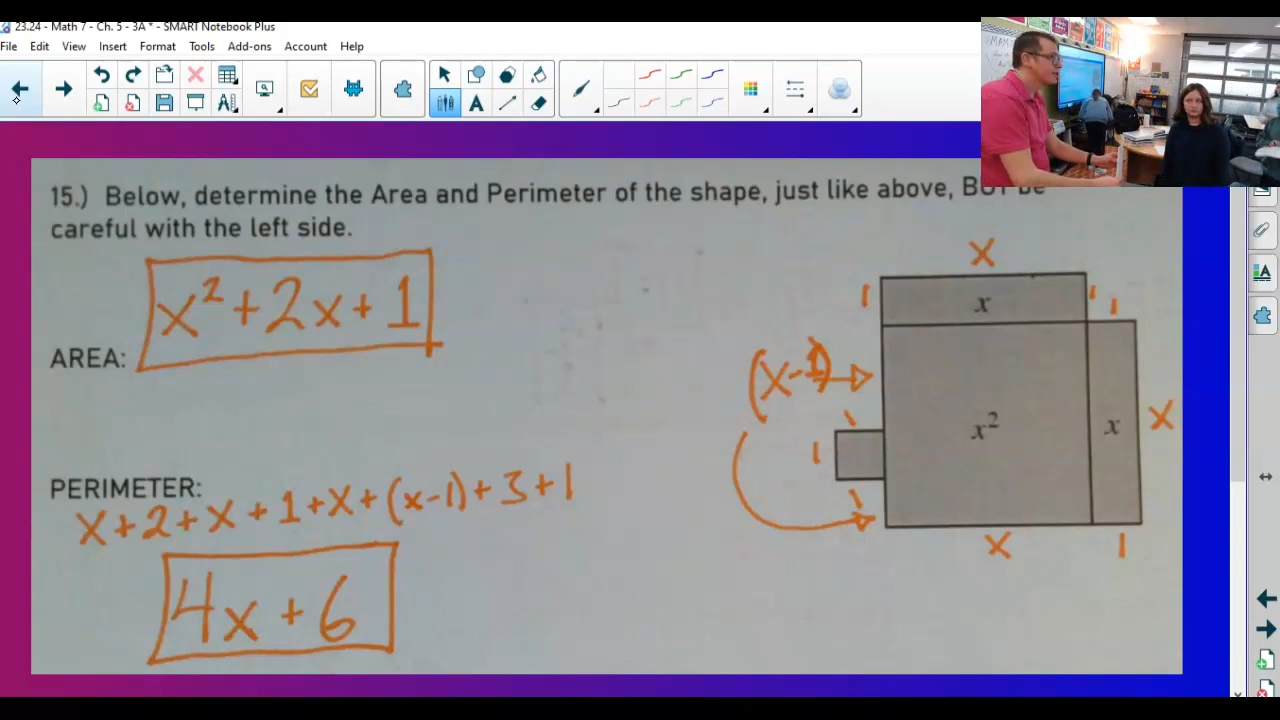 23.24 - Math 7 - Ch. 5 - 3A * - SMART Notebook Plus
File Edit View Insert Format Tools Add-ons Account Help
15.) Below, determine the Area and Perimeter of the shape, just like above, BUT be
careful with the left side.
x² + 2x + 1
AREA:
PERIMETER:
x + 2 + x + 1 + x + (x-1) + 3 + 1
4x + 6
x
1 x 1 1
(x-1)
1
1 x² x x
1
x 1